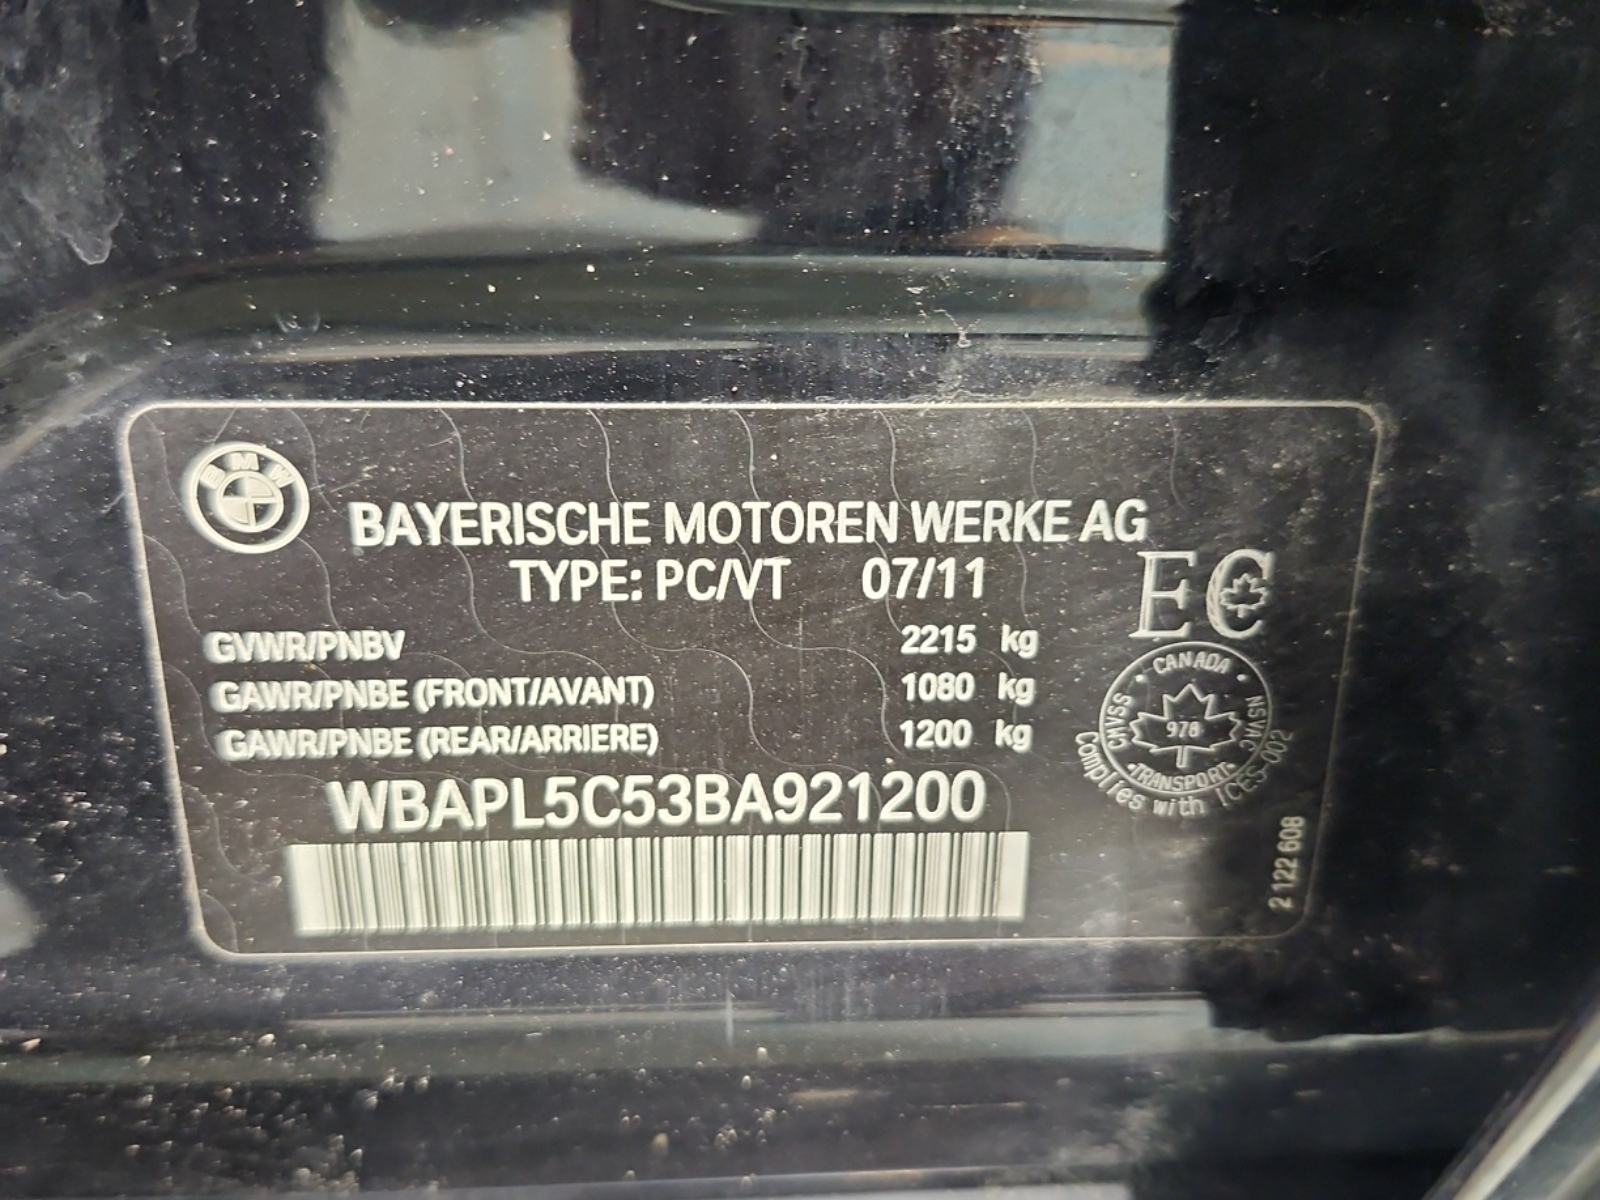 BMW
BAYERISCHE MOTOREN WERKE AG
TYPE: PC/VT 07/11
EC
GVWR/PNBV 2215 kg
GAWR/PNBE (FRONT/AVANT) 1080 kg
GAWR/PNBE (REAR/ARRIERE) 1200 kg
CANADA
CMVSS
978
NSVAC
TRANSPORT
Complies with ICES-002
WBAPL5C53BA921200
2 122 608